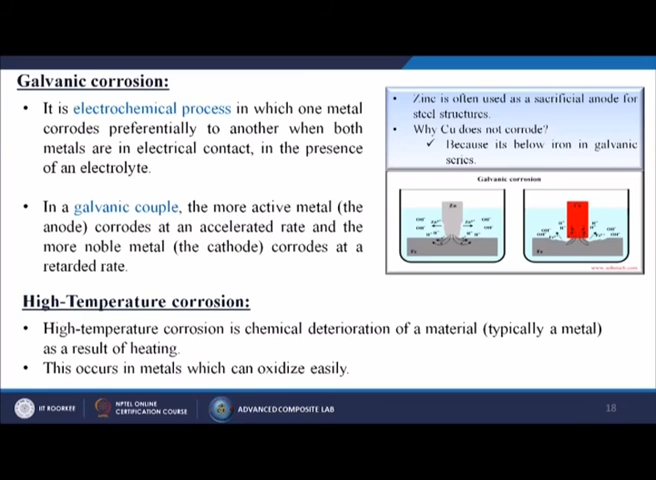 Galvanic corrosion:
• It is electrochemical process in which one metal
corrodes preferentially to another when both
metals are in electrical contact, in the presence
of an electrolyte.
• In a galvanic couple, the more active metal (the
anode) corrodes at an accelerated rate and the
more noble metal (the cathode) corrodes at a
retarded rate.
• Zinc is often used as a sacrificial anode for
steel structures.
• Why Cu does not corrode?
✓ Because its below iron in galvanic
series.
Galvanic corrosion
Zn
Fe
High-Temperature corrosion:
• High-temperature corrosion is chemical deterioration of a material (typically a metal)
as a result of heating.
• This occurs in metals which can oxidize easily.
IIT ROORKEE
NPTEL ONLINE
CERTIFICATION COURSE
ADVANCED COMPOSITE LAB
18